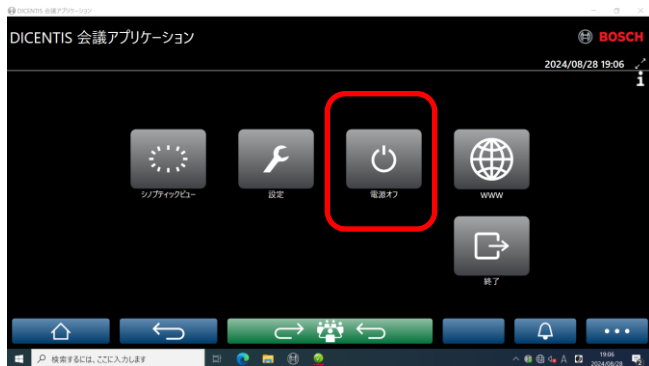 DICENTIS 会議アプリケーション
DICENTIS 会議アプリケーション
BOSCH
2024/08/28 19:06
i
シノプティックビュー
設定
電源オフ
WWW
終了
検索するには、ここに入力します
A
19:06
2024/08/28